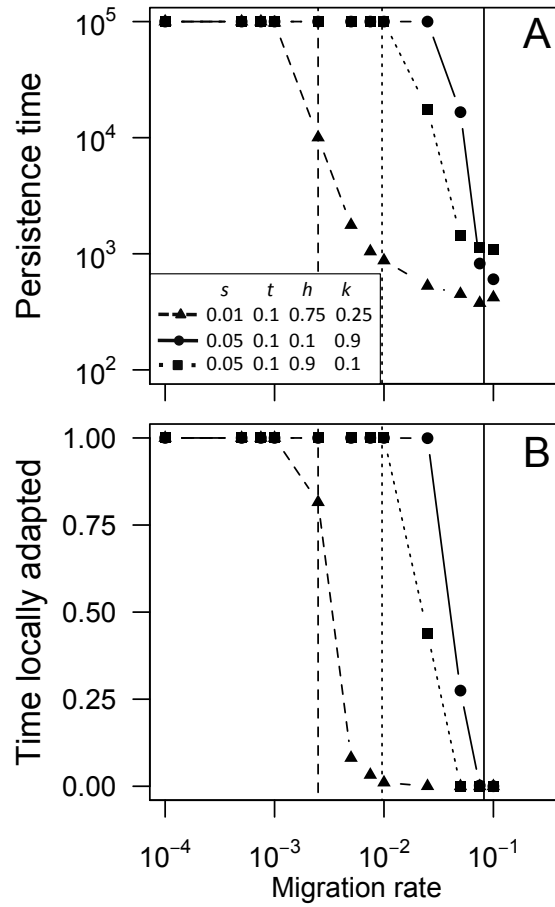 A
Persistence time
10^5
10^4
10^3
10^2
s t h k
0.01 0.1 0.75 0.25
0.05 0.1 0.1 0.9
0.05 0.1 0.9 0.1
B
Time locally adapted
1.00
0.75
0.50
0.25
0.00
10^−4 10^−3 10^−2 10^−1
Migration rate